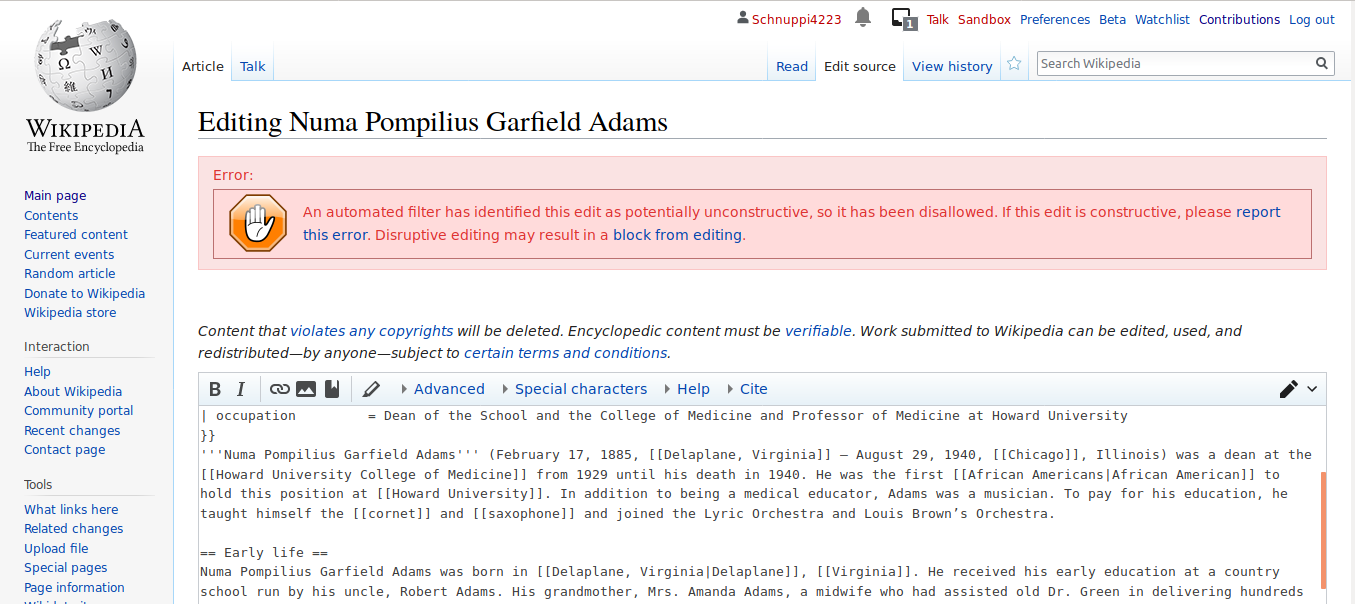 Schnuppi4223 1 Talk Sandbox Preferences Beta Watchlist Contributions Log out
Article Talk Read Edit source View history Search Wikipedia
WIKIPEDIA
The Free Encyclopedia
Main page
Contents
Featured content
Current events
Random article
Donate to Wikipedia
Wikipedia store
Interaction
Help
About Wikipedia
Community portal
Recent changes
Contact page
Tools
What links here
Related changes
Upload file
Special pages
Page information
Editing Numa Pompilius Garfield Adams
Error:
An automated filter has identified this edit as potentially unconstructive, so it has been disallowed. If this edit is constructive, please report
this error. Disruptive editing may result in a block from editing.
Content that violates any copyrights will be deleted. Encyclopedic content must be verifiable. Work submitted to Wikipedia can be edited, used, and
redistributed—by anyone—subject to certain terms and conditions.
B I Advanced Special characters Help Cite
| occupation = Dean of the School and the College of Medicine and Professor of Medicine at Howard University
}}
'''Numa Pompilius Garfield Adams''' (February 17, 1885, [[Delaplane, Virginia]] – August 29, 1940, [[Chicago]], Illinois) was a dean at the
[[Howard University College of Medicine]] from 1929 until his death in 1940. He was the first [[African Americans|African American]] to
hold this position at [[Howard University]]. In addition to being a medical educator, Adams was a musician. To pay for his education, he
taught himself the [[cornet]] and [[saxophone]] and joined the Lyric Orchestra and Louis Brown’s Orchestra.
== Early life ==
Numa Pompilius Garfield Adams was born in [[Delaplane, Virginia|Delaplane]], [[Virginia]]. He received his early education at a country
school run by his uncle, Robert Adams. His grandmother, Mrs. Amanda Adams, a midwife who had assisted old Dr. Green in delivering hundreds